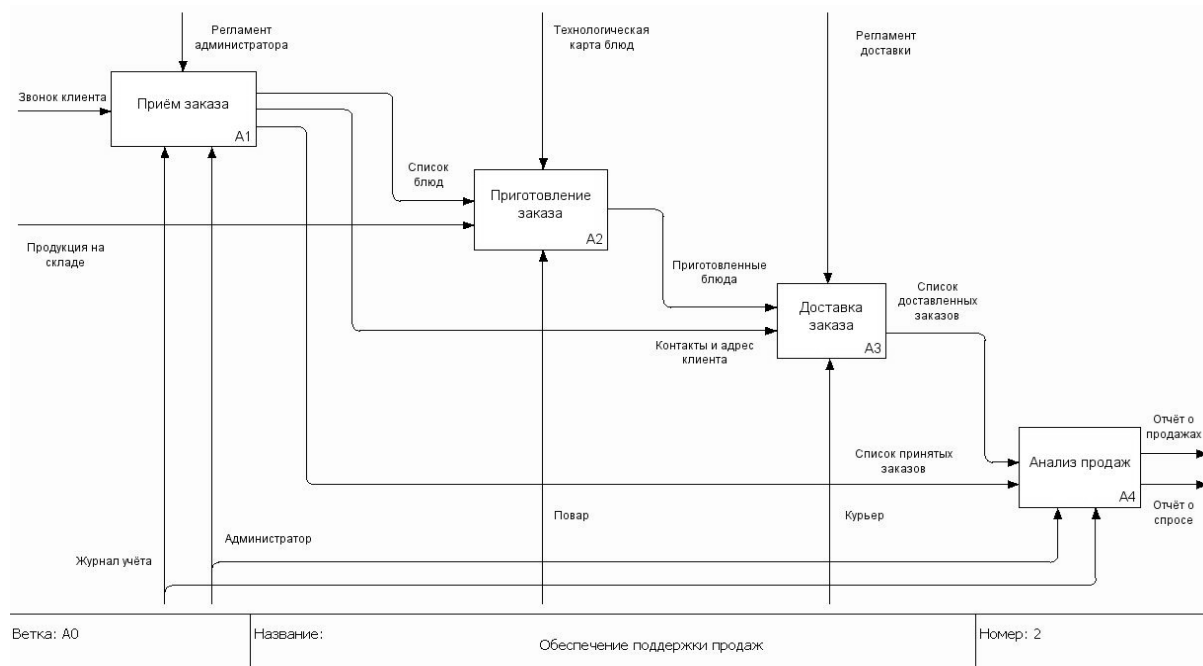 Регламент
администратора
Технологическая
карта блюд
Регламент
доставки
Звонок клиента
Приём заказа
A1
Список
блюд
Приготовление
заказа
A2
Продукция на
складе
Приготовленные
блюда
Доставка
заказа
A3
Список
доставленных
заказов
Контакты и адрес
клиента
Список принятых
заказов
Анализ продаж
A4
Отчёт о
продажах
Отчёт о
спросе
Повар
Курьер
Администратор
Журнал учёта
Ветка: A0
Название:
Обеспечение поддержки продаж
Номер: 2